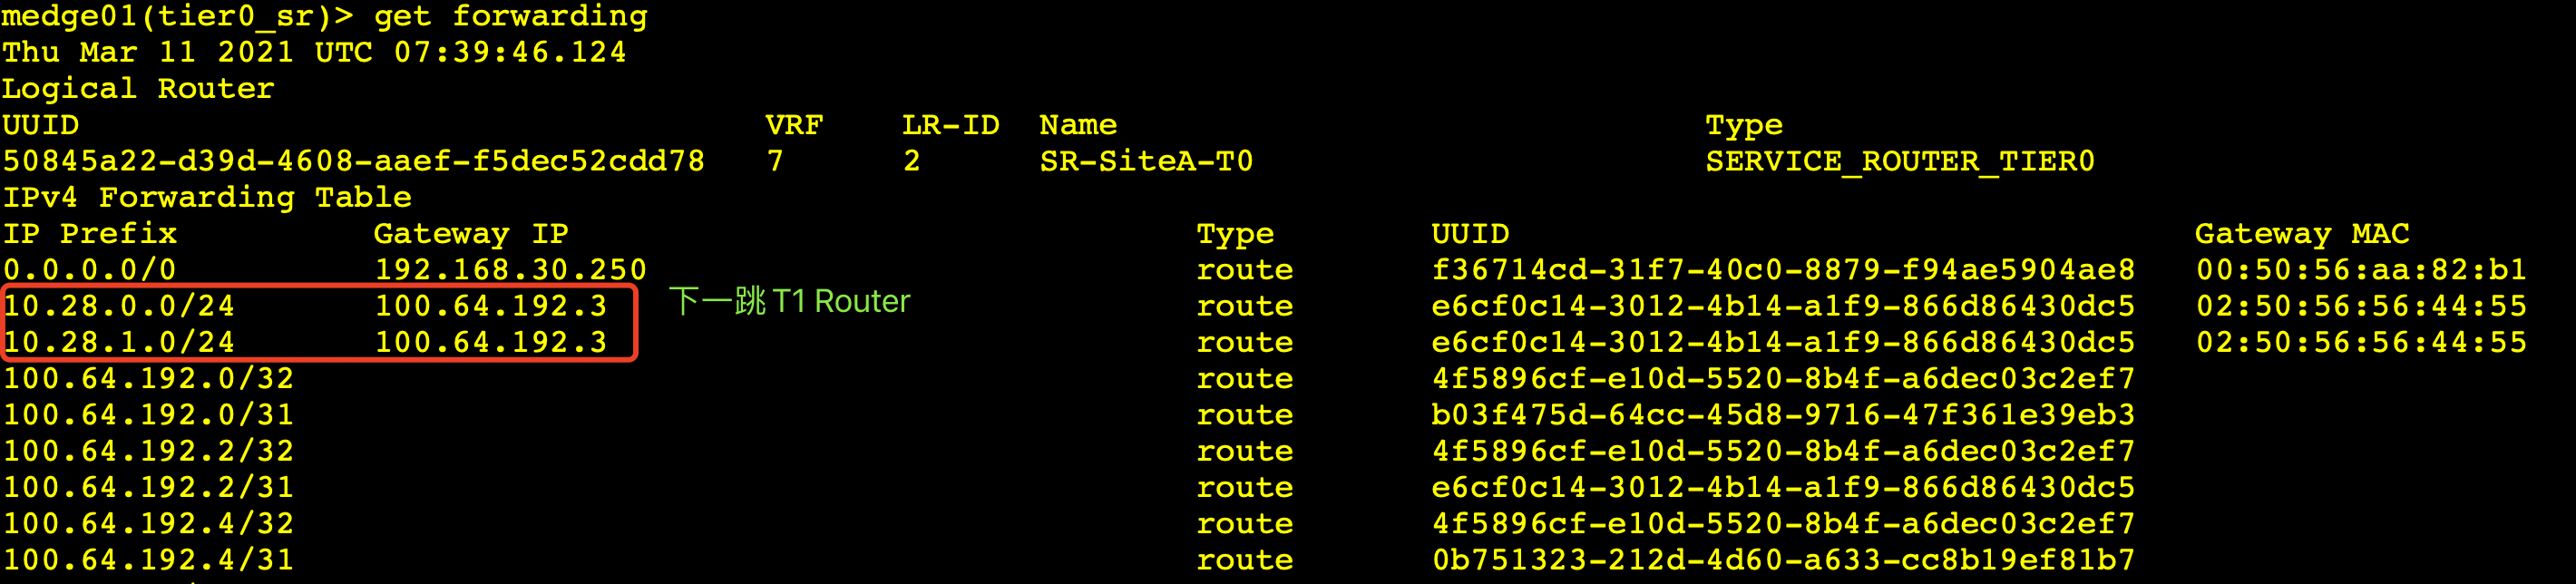 medge01(tier0_sr)> get forwarding
Thu Mar 11 2021 UTC 07:39:46.124
Logical Router
UUID VRF LR-ID Name Type
50845a22-d39d-4608-aaef-f5dec52cdd78 7 2 SR-SiteA-T0 SERVICE_ROUTER_TIER0
IPv4 Forwarding Table
IP Prefix Gateway IP Type UUID Gateway MAC
0.0.0.0/0 192.168.30.250 route f36714cd-31f7-40c0-8879-f94ae5904ae8 00:50:56:aa:82:b1
10.28.0.0/24 100.64.192.3 下一跳 T1 Router route e6cf0c14-3012-4b14-a1f9-866d86430dc5 02:50:56:56:44:55
10.28.1.0/24 100.64.192.3 route e6cf0c14-3012-4b14-a1f9-866d86430dc5 02:50:56:56:44:55
100.64.192.0/32 route 4f5896cf-e10d-5520-8b4f-a6dec03c2ef7
100.64.192.0/31 route b03f475d-64cc-45d8-9716-47f361e39eb3
100.64.192.2/32 route 4f5896cf-e10d-5520-8b4f-a6dec03c2ef7
100.64.192.2/31 route e6cf0c14-3012-4b14-a1f9-866d86430dc5
100.64.192.4/32 route 4f5896cf-e10d-5520-8b4f-a6dec03c2ef7
100.64.192.4/31 route 0b751323-212d-4d60-a633-cc8b19ef81b7